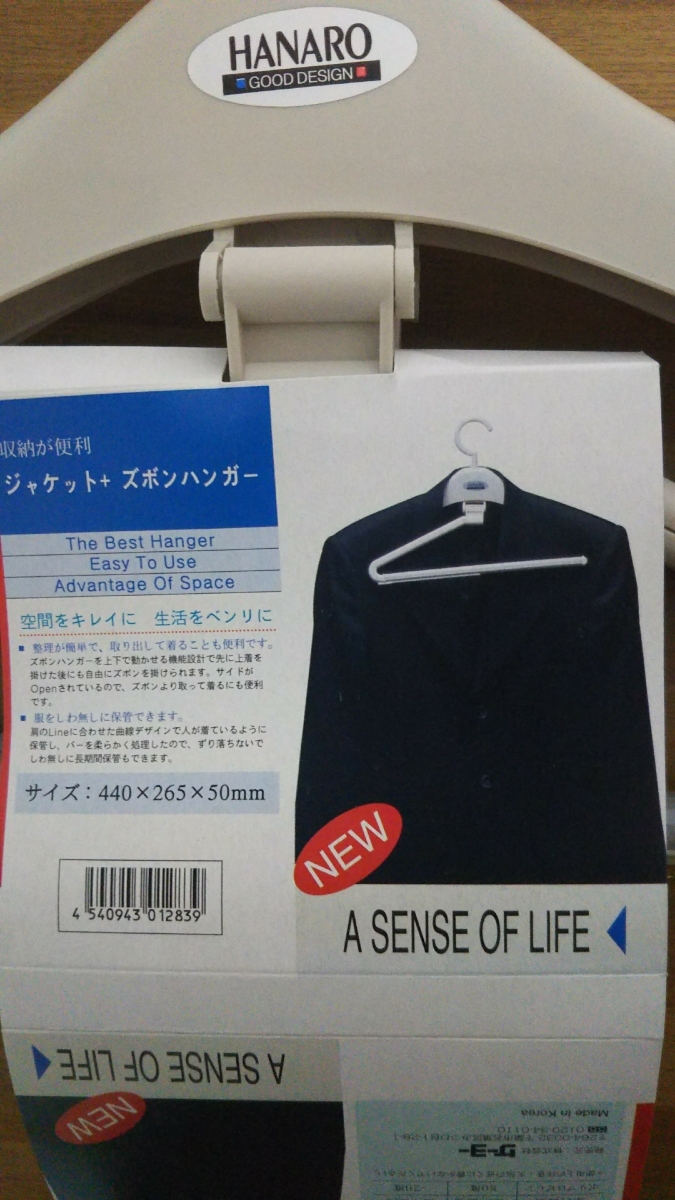 HANARO
GOOD DESIGN
収納が便利
ジャケット+ ズボンハンガー
The Best Hanger
Easy To Use
Advantage Of Space
空間をキレイに 生活をベンリに
■ 整理が簡単で、取り出して着ることも便利です。
ズボンハンガーを上下で動かせる機能設計で先に上着を
掛けた後にも自由にズボンを掛けられます。サイドが
Openされているので、ズボンより取って着るにも便利
です。
■ 服をしわ無しに保管できます。
肩のLineに合わせた曲線デザインで人が着ているように
保管し、バーを柔らかく処理したので、ずり落ちないで
しわ無しに長期間保管もできます。
サイズ：440×265×50mm
4 540943 012839
NEW
A SENSE OF LIFE
A SENSE OF LIFE
NEW
発売元：株式会社 ケーヨー
Made in Korea